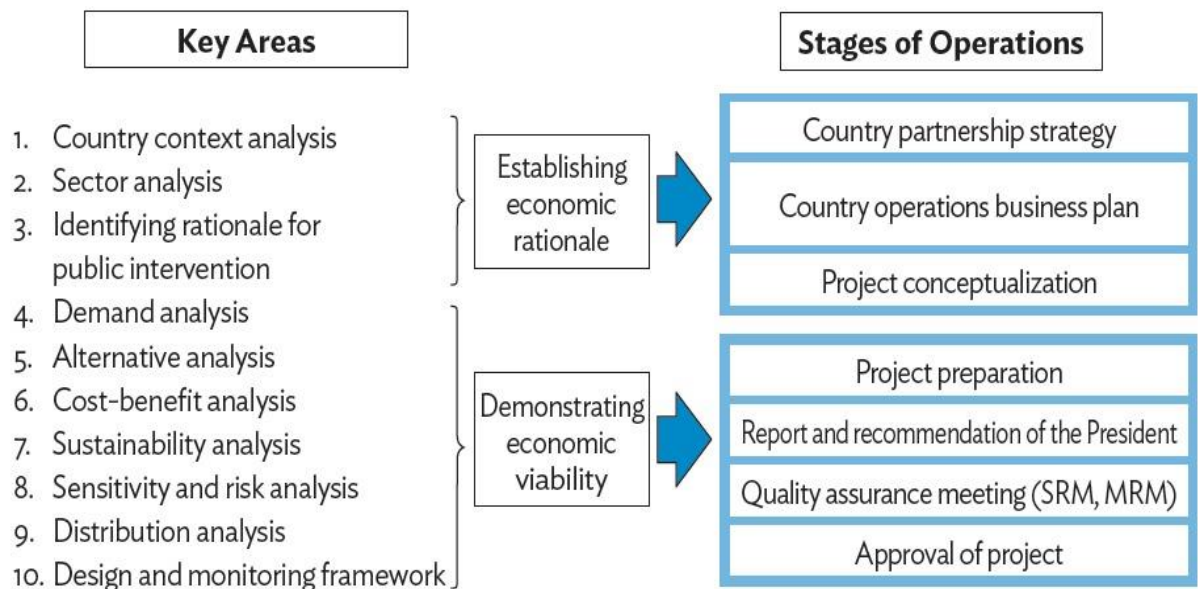 Key Areas
1. Country context analysis
2. Sector analysis
3. Identifying rationale for
public intervention
4. Demand analysis
5. Alternative analysis
6. Cost-benefit analysis
7. Sustainability analysis
8. Sensitivity and risk analysis
9. Distribution analysis
10. Design and monitoring framework
Establishing
economic
rationale
Demonstrating
economic
viability
Stages of Operations
Country partnership strategy
Country operations business plan
Project conceptualization
Project preparation
Report and recommendation of the President
Quality assurance meeting (SRM, MRM)
Approval of project